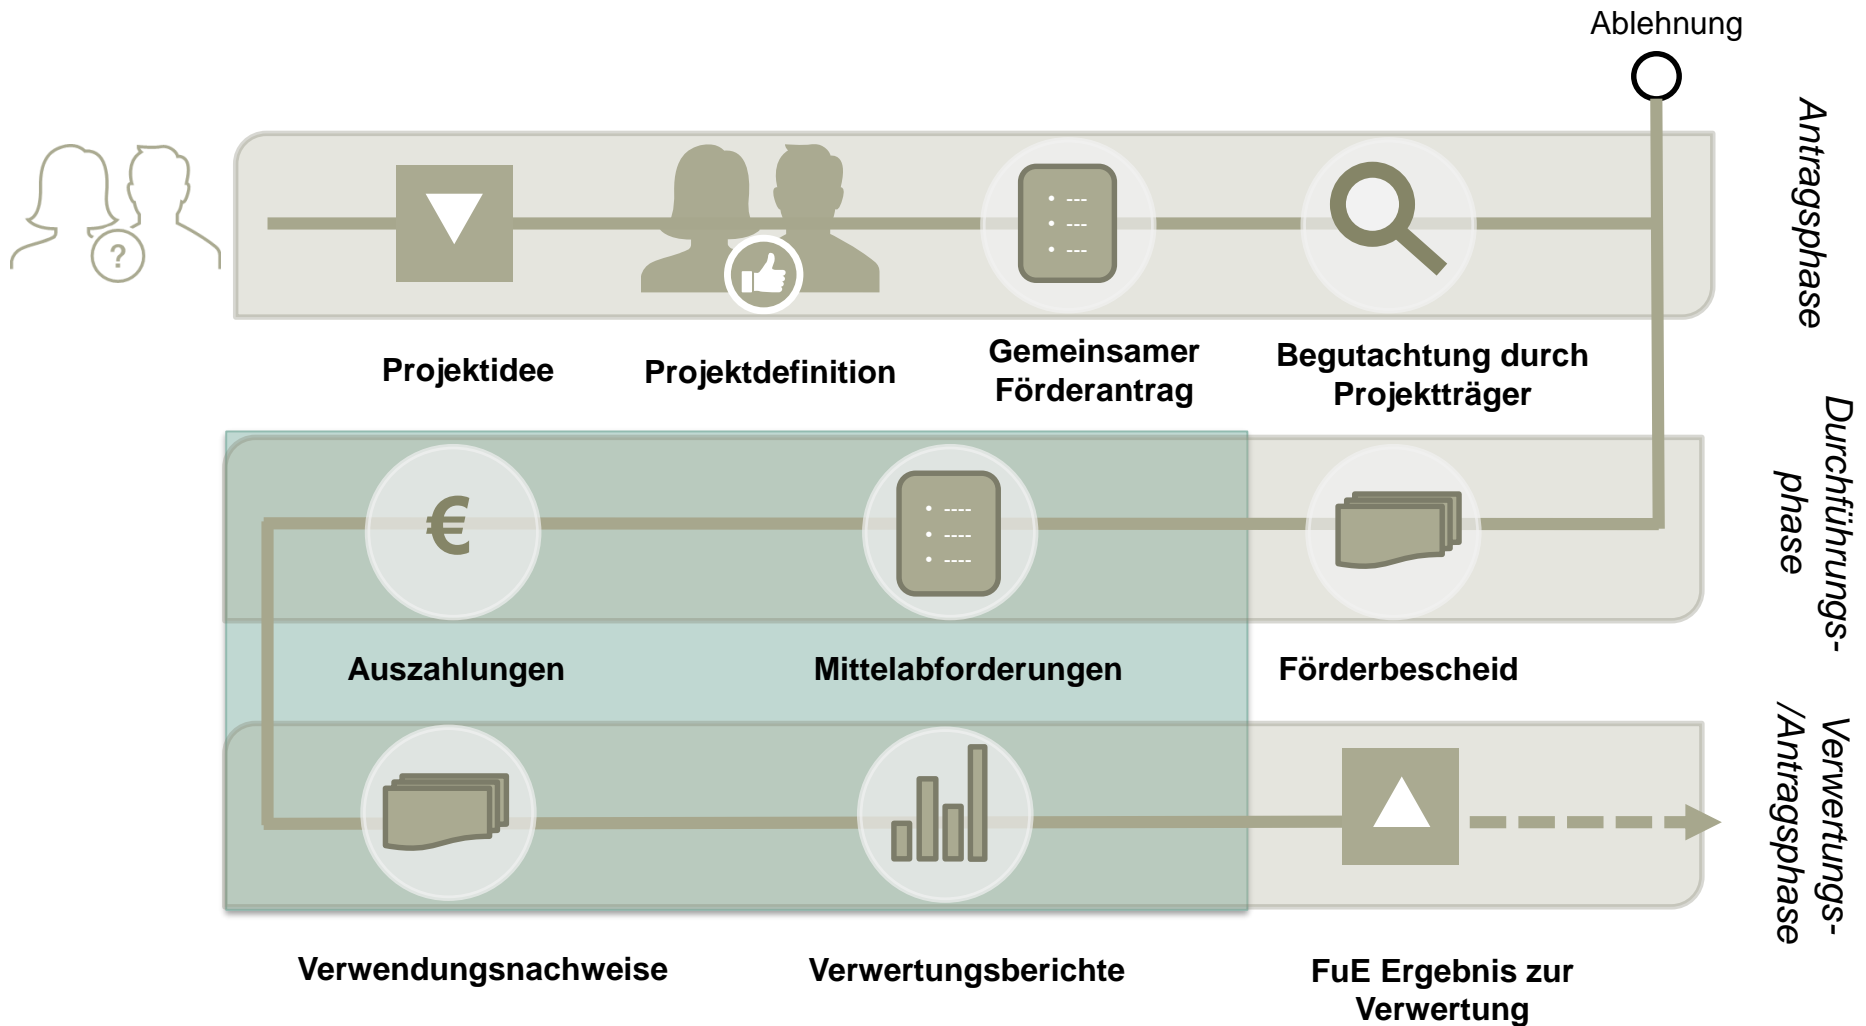 Ablehnung
Antragsphase
?
• ---
• ---
• ---
Projektidee
Projektdefinition
Gemeinsamer
Förderantrag
Begutachtung durch
Projektträger
Durchführungs-
phase
€
• ----
• ----
• ----
Auszahlungen
Mittelabforderungen
Förderbescheid
Verwertungs-
/Antragsphase
Verwendungsnachweise
Verwertungsberichte
FuE Ergebnis zur
Verwertung